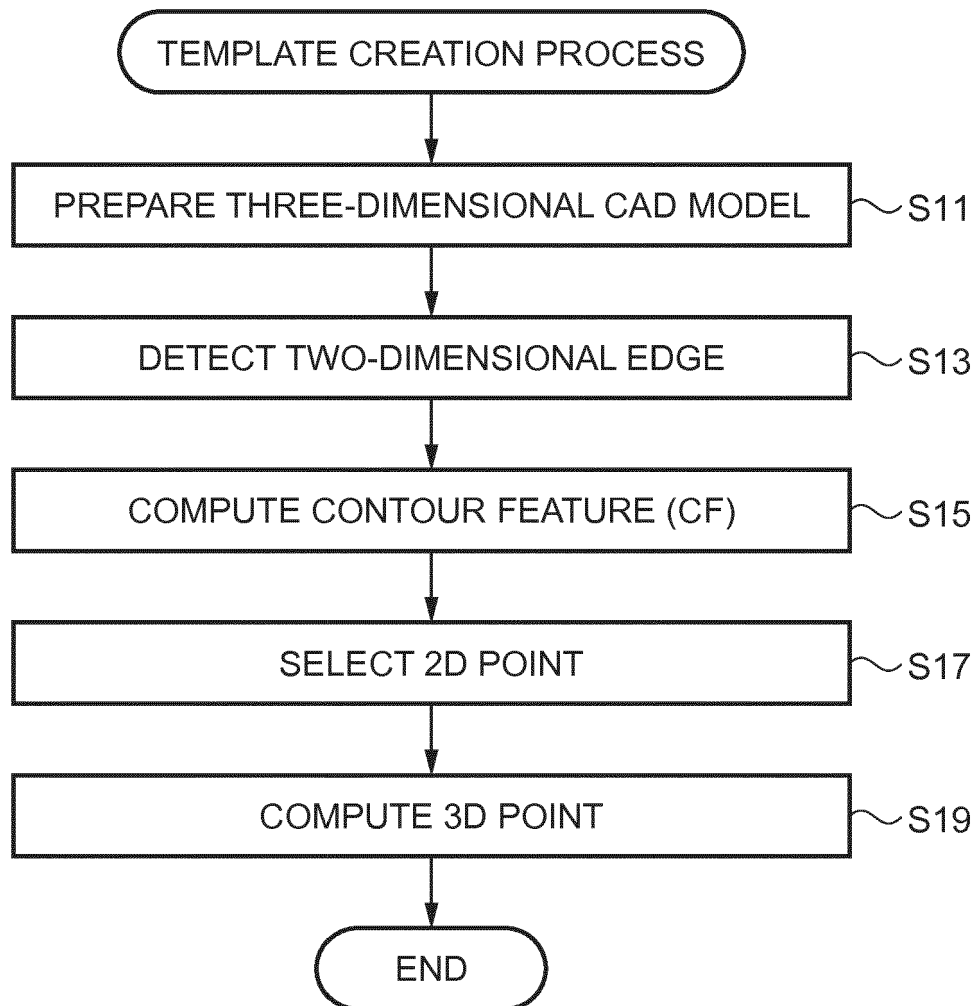 TEMPLATE CREATION PROCESS
PREPARE THREE-DIMENSIONAL CAD MODEL
S11
DETECT TWO-DIMENSIONAL EDGE
S13
COMPUTE CONTOUR FEATURE (CF)
S15
SELECT 2D POINT
S17
COMPUTE 3D POINT
S19
END